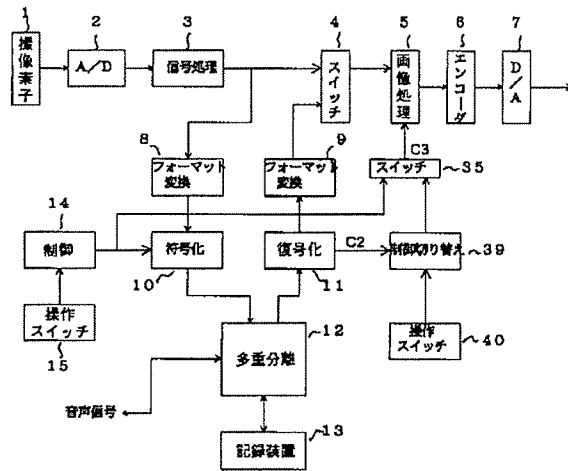 1
2
3
4
5
6
7
撮像素子
A/D
信号処理
スイッチ
画像処理
エンコーダ
D/A
8
フォーマット
変換
9
フォーマット
変換
C3
スイッチ
35
14
制御
符号化
10
復号化
11
C2
制御切り替え
39
操作
スイッチ
15
多重分離
12
操作
スイッチ
40
音声信号
記録装置
13